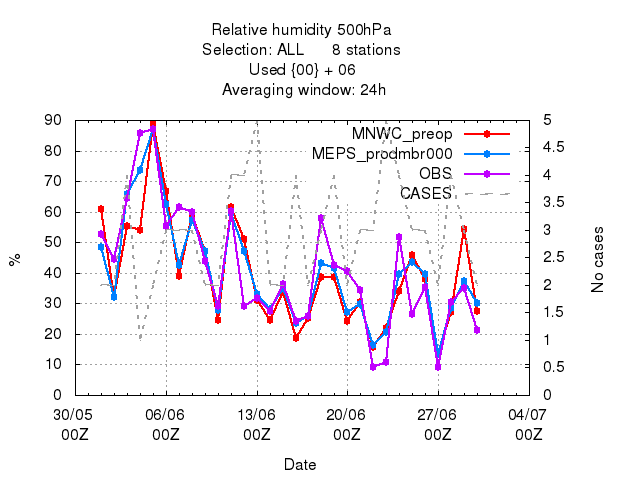 Relative humidity 500hPa
Selection: ALL 8 stations
Used {00} + 06
Averaging window: 24h
MNWC_preop
MEPS_prodmbr000
OBS
CASES
90
80
70
60
50
40
30
20
10
0
%
5
4.5
4
3.5
3
2.5
2
1.5
1
0.5
0
No cases
30/05 06/06 13/06 20/06 27/06 04/07
00Z 00Z 00Z 00Z 00Z 00Z
Date